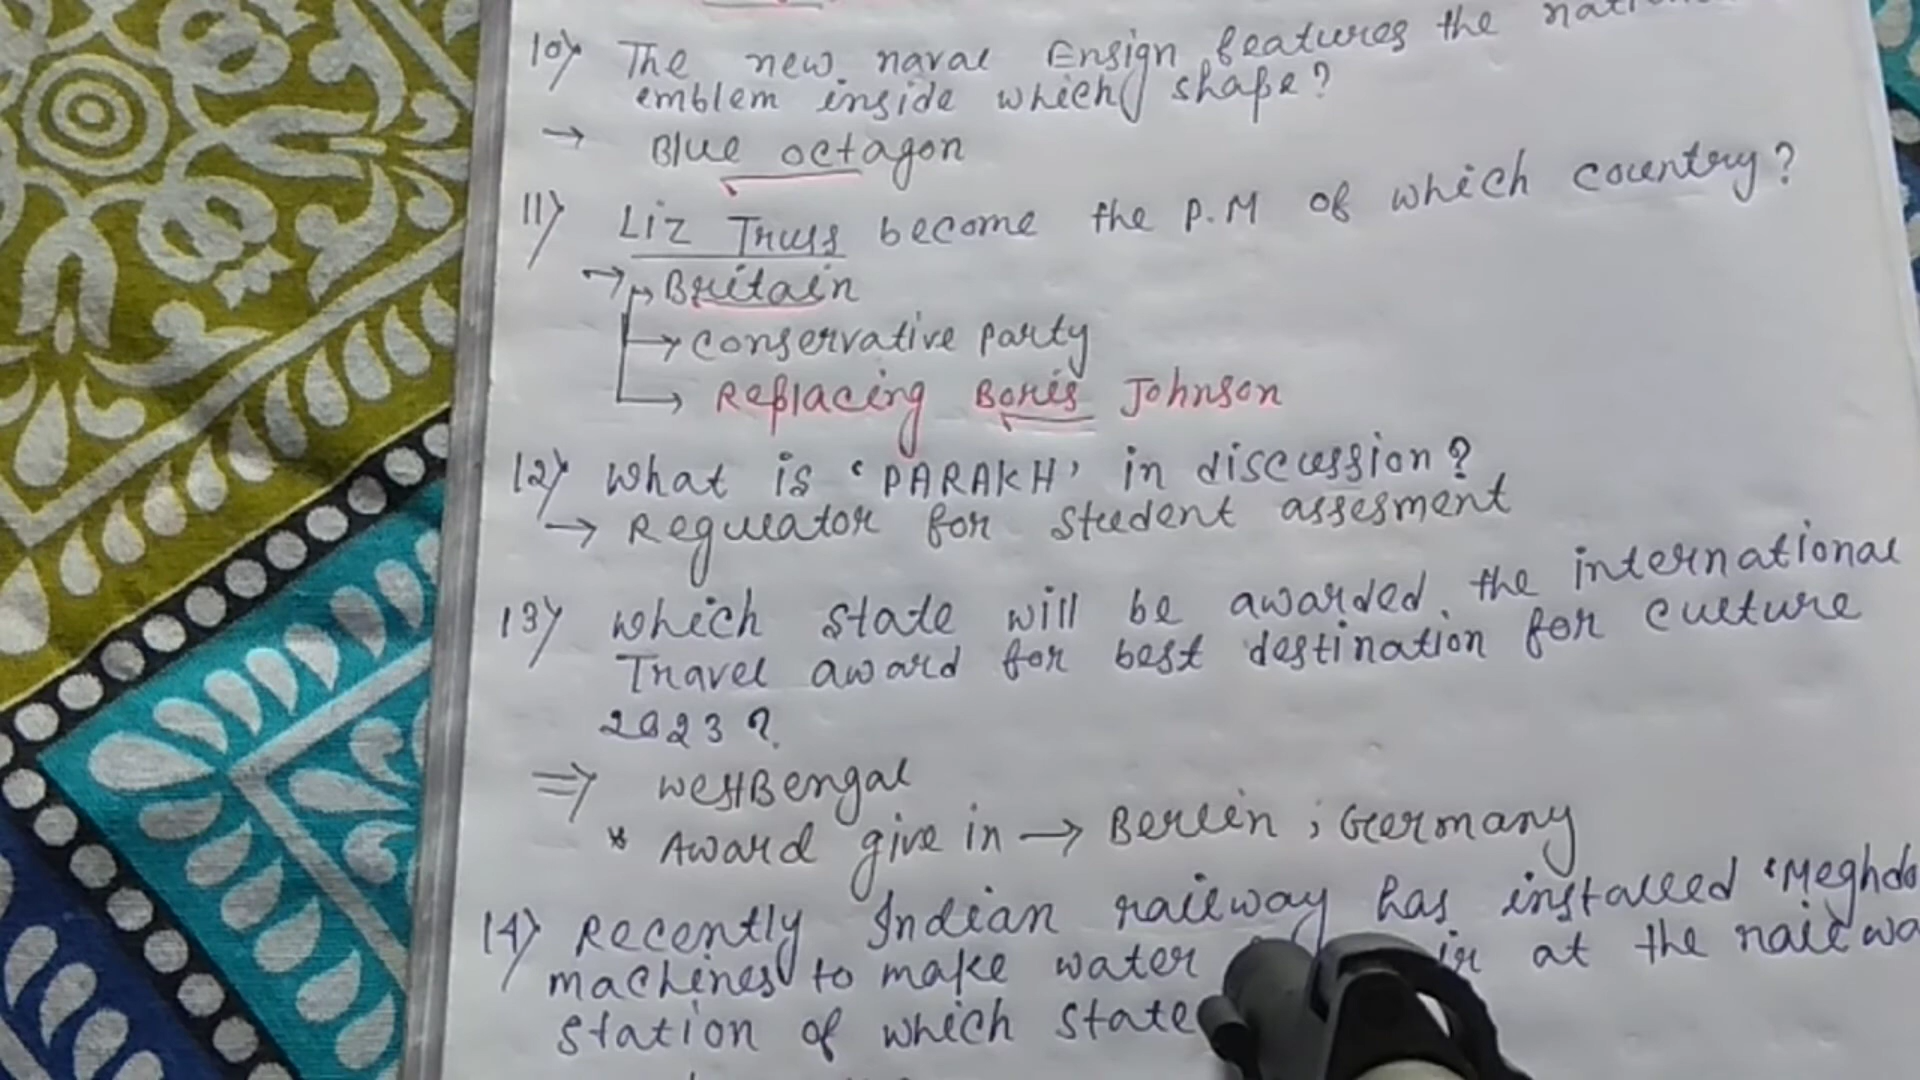 10) The new naval Ensign features the
emblem inside which shape?
→ Blue octagon
11) Liz Truss become the P.M of which country?
→ Britain
→ conservative party
→ Replacing Boris Johnson
12) What is 'PARAKH' in discussion?
→ Regulator for student assesment
13) which state will be awarded the international
Travel award for best destination for culture
2023?
⇒ WestBengal
* Award give in → Berlin, Germany
14) Recently Indian railway has installed 'Meghdo
machines to make water at the railwa
station of which state